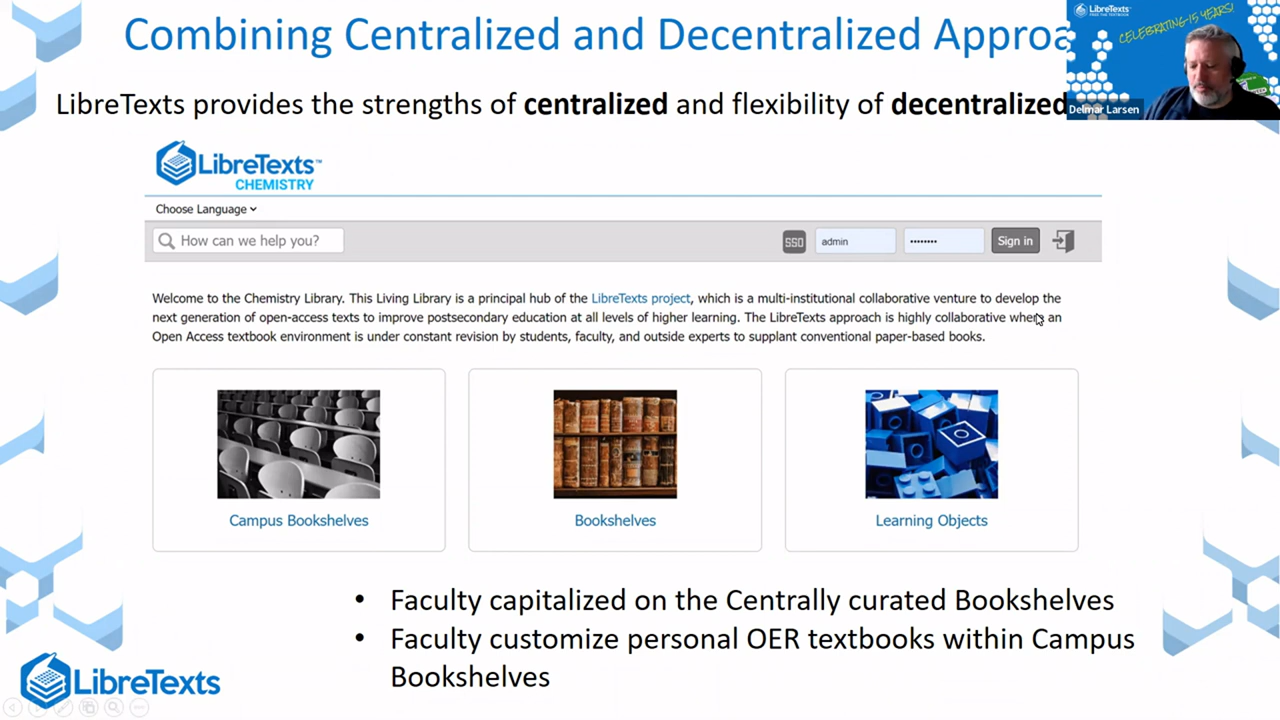 Combining Centralized and Decentralized Approa
LibreTexts
FREE THE TEXTBOOK
CELEBRATING 15 YEARS!
Delmar Larsen
LibreTexts provides the strengths of centralized and flexibility of decentralized
LibreTexts™
CHEMISTRY
Choose Language
How can we help you?
SSO
admin
Sign in
Welcome to the Chemistry Library. This Living Library is a principal hub of the LibreTexts project, which is a multi-institutional collaborative venture to develop the
next generation of open-access texts to improve postsecondary education at all levels of higher learning. The LibreTexts approach is highly collaborative where an
Open Access textbook environment is under constant revision by students, faculty, and outside experts to supplant conventional paper-based books.
Campus Bookshelves
Bookshelves
Learning Objects
• Faculty capitalized on the Centrally curated Bookshelves
• Faculty customize personal OER textbooks within Campus
Bookshelves
LibreTexts